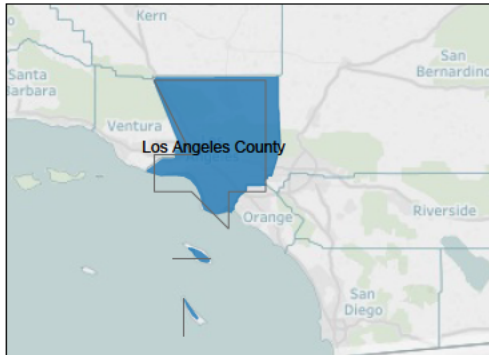 Kern
San
Bernardino
Santa
Barbara
Ventura
Los Angeles County
Orange
Riverside
San
Diego